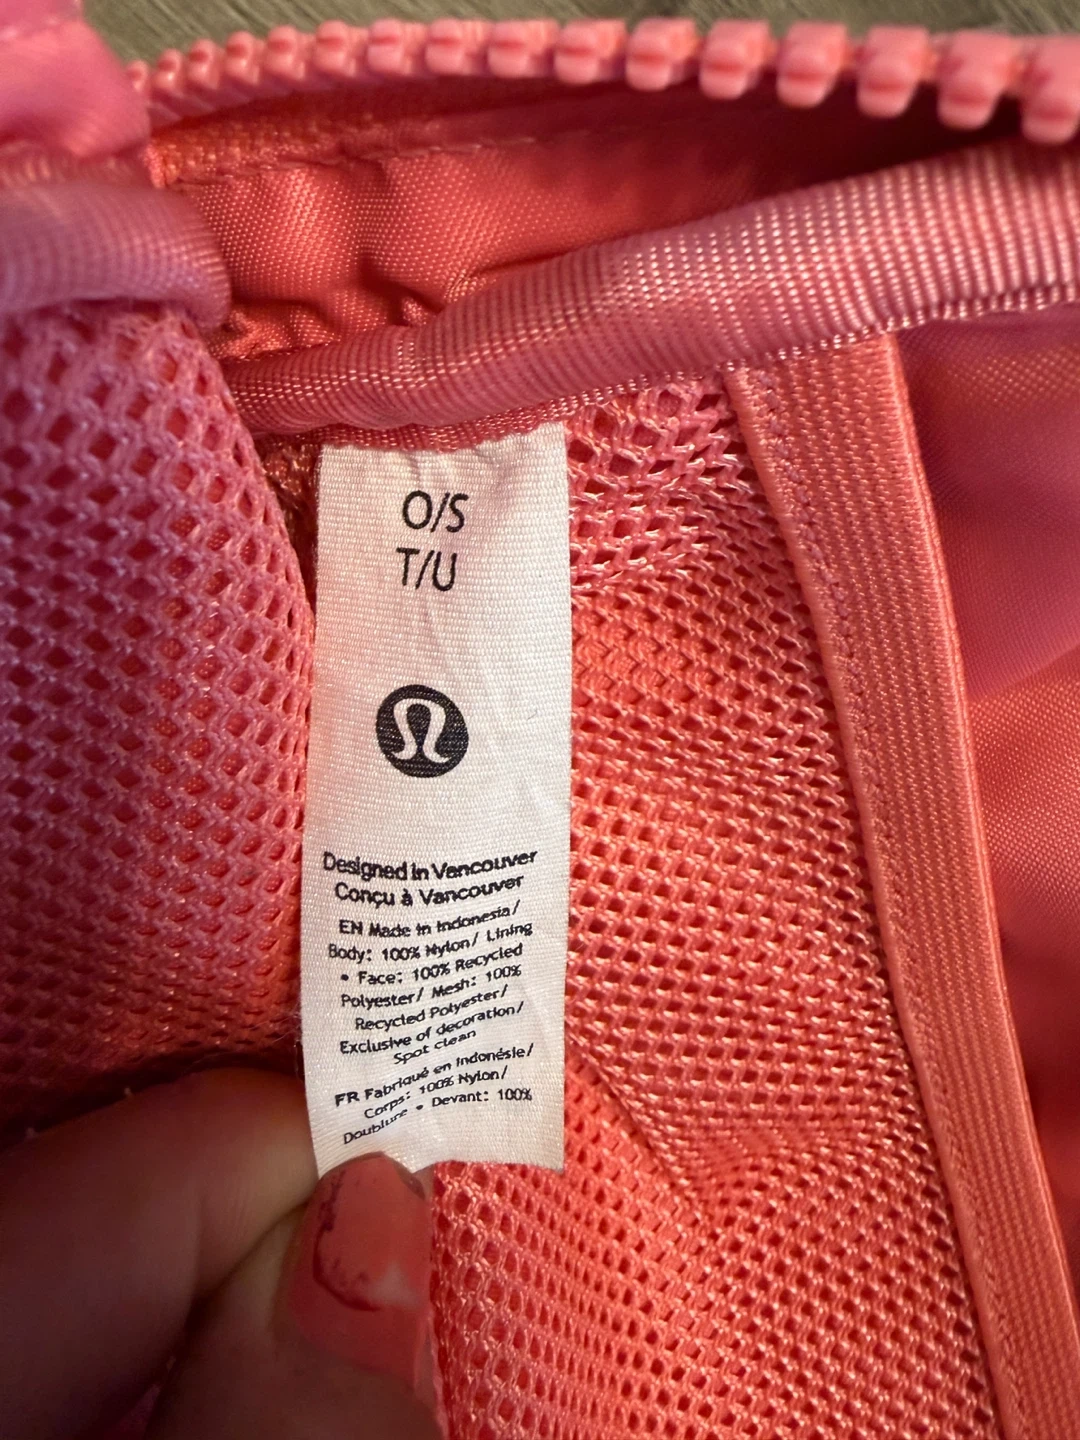 O/S
T/U
Designed in Vancouver
Conçu à Vancouver
EN Made in Indonesia/
Body: 100% Nylon/ Lining
• Face: 100% Recycled
Polyester/ Mesh: 100%
Recycled Polyester/
Exclusive of decoration/
Spot clean
FR Fabriqué en Indonésie/
Corps: 100% Nylon/
Doublure • Devant: 100%